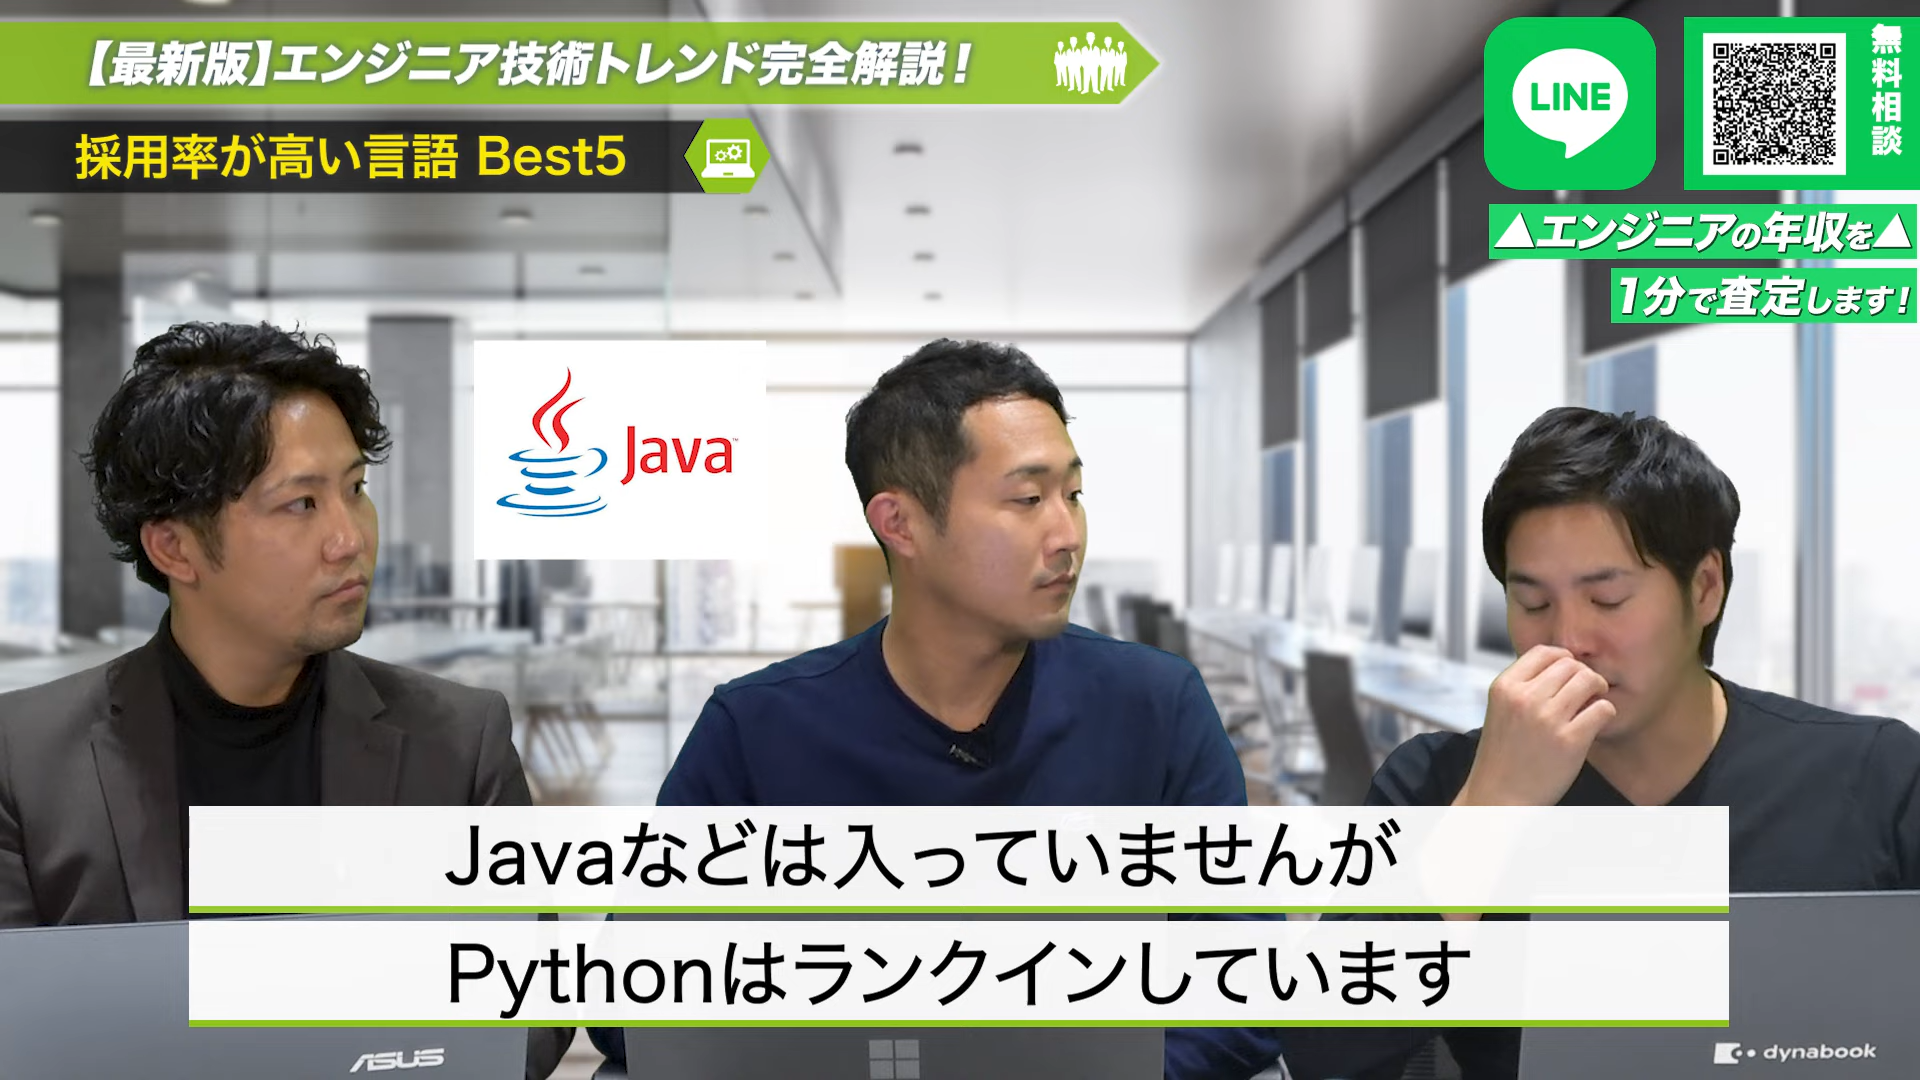 【最新版】エンジニア技術トレンド完全解説！
採用率が高い言語 Best5
LINE
無料相談
▲エンジニアの年収を▲
1分で査定します！
Java™
Javaなどは入っていませんが
Pythonはランクインしています
ASUS
dynabook